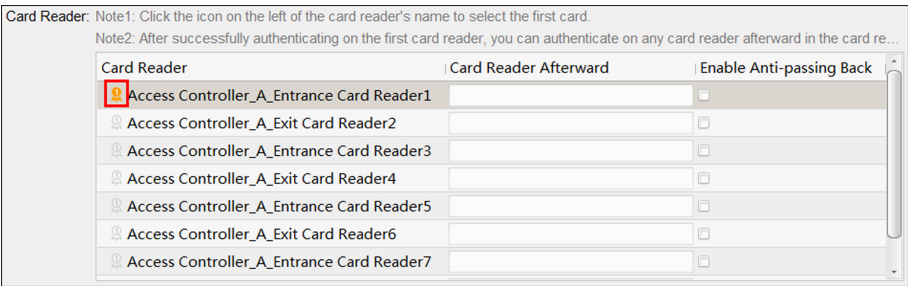 Card Reader: Note1: Click the icon on the left of the card reader's name to select the first card.
Note2: After successfully authenticating on the first card reader, you can authenticate on any card reader afterward in the card re...
Card Reader Card Reader Afterward Enable Anti-passing Back
Access Controller_A_Entrance Card Reader1
Access Controller_A_Exit Card Reader2
Access Controller_A_Entrance Card Reader3
Access Controller_A_Exit Card Reader4
Access Controller_A_Entrance Card Reader5
Access Controller_A_Exit Card Reader6
Access Controller_A_Entrance Card Reader7